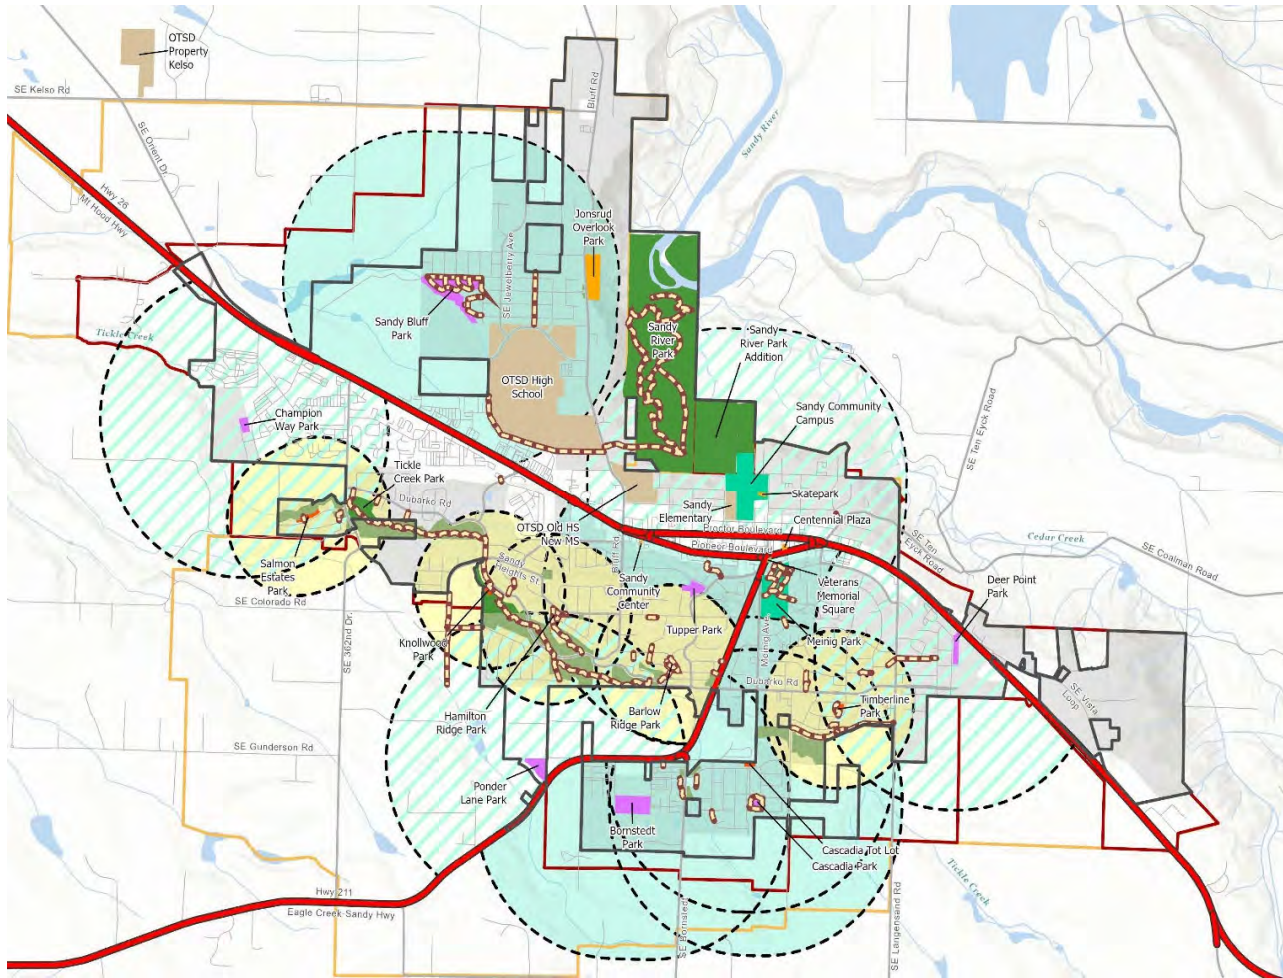 OTSD
Property
Kelso
SE Kelso Rd
SE Orient Dr.
Bluff Rd
Sandy River
Hwy 26
Mt Hood Hwy
Jonsrud
Overlook
Park
SE Jewelberry Ave
Sandy Bluff
Park
Sandy
River
Park
Sandy
River Park
Addition
Tickle Creek
OTSD High
School
Sandy Community
Campus
Champion
Way Park
SE Ten Eyck Road
Tickle
Creek Park
Dubarko Rd
Skatepark
Sandy
Elementary
Centennial Plaza
OTSD Old HS
New MS
Proctor Boulevard
Pioneer Boulevard
SE Ten
Eyck Road
Cedar Creek
SE Coalman Road
Salmon
Estates
Park
Sandy
Heights St
Bluff Rd
Sandy
Community
Center
Veterans
Memorial
Square
Deer Point
Park
SE Colorado Rd
SE 362nd Dr.
Tupper Park
Meinig Ave
Meinig Park
Knollwood
Park
Dubarko Rd
SE Vista
Loop
Hamilton
Ridge Park
Barlow
Ridge Park
Timberline
Park
SE Gunderson Rd
Ponder
Lane Park
Bornstedt
Park
Cascadia Tot Lot
Cascadia Park
Tickle
Creek
Hwy 211
Eagle Creek-Sandy Hwy
SE Bornstedt
SE Langensand Rd